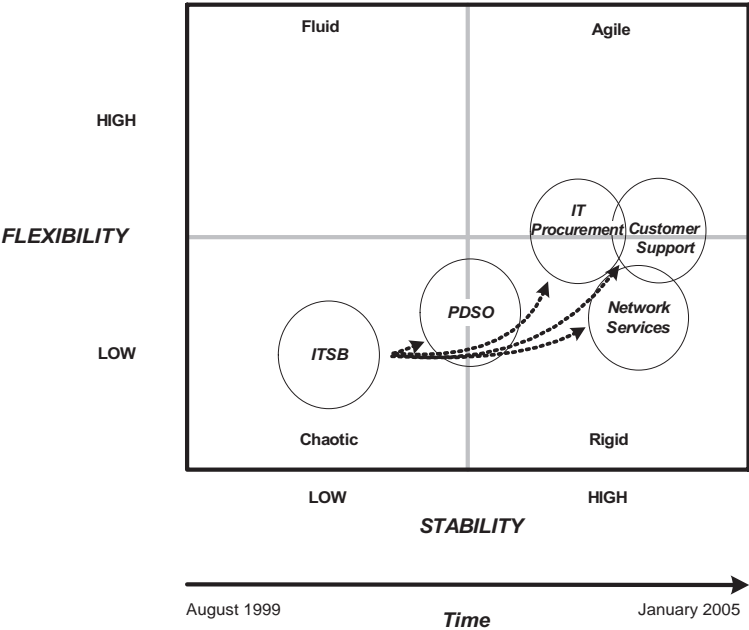 Fluid
Agile
HIGH
IT
Procurement
Customer
Support
FLEXIBILITY
PDSO
Network
Services
LOW
ITSB
Chaotic
Rigid
LOW
HIGH
STABILITY
August 1999
January 2005
Time